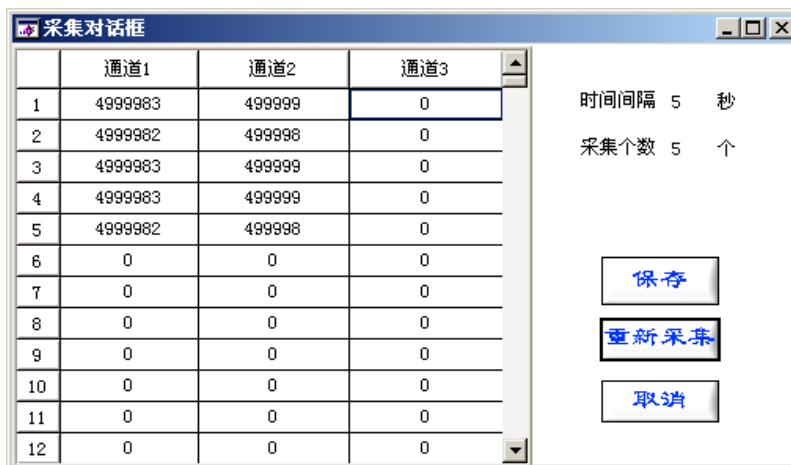 采集对话框
通道1 通道2 通道3
1 4999983 499999 0
2 4999982 499998 0
3 4999983 499999 0
4 4999983 499999 0
5 4999982 499998 0
6 0 0 0
7 0 0 0
8 0 0 0
9 0 0 0
10 0 0 0
11 0 0 0
12 0 0 0
时间间隔 5 秒
采集个数 5 个
保存
重新采集
取消